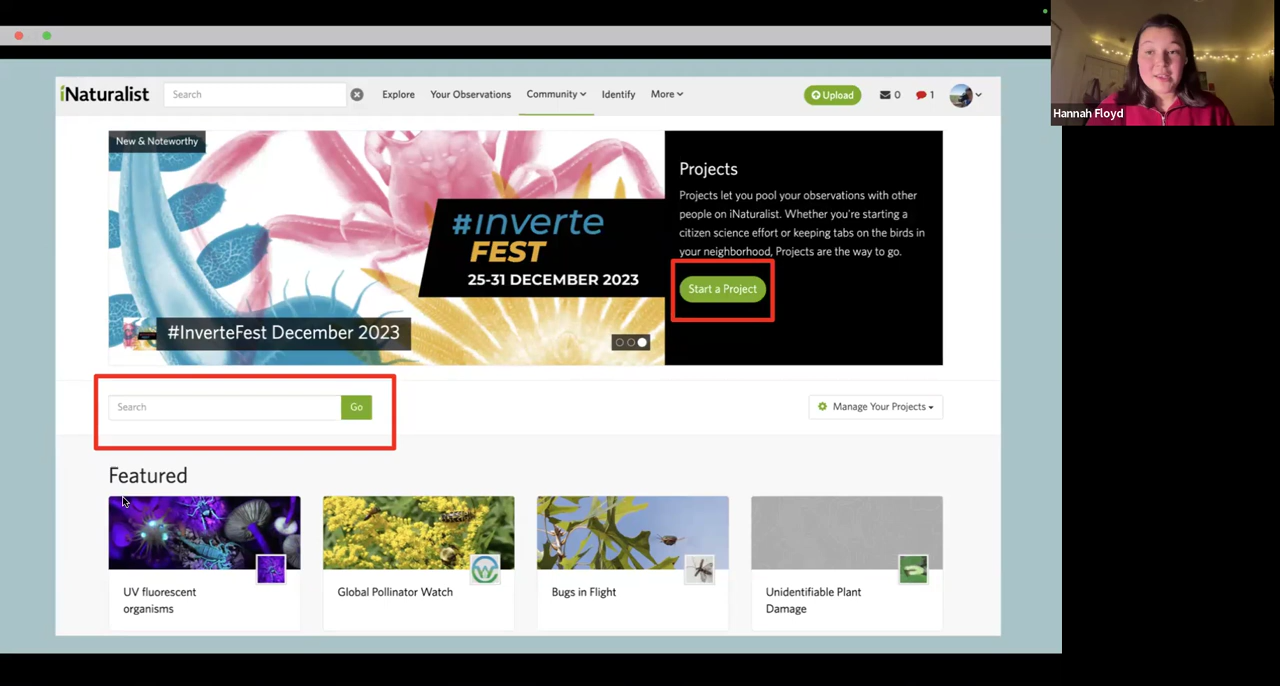 Hannah Floyd
iNaturalist
Search
Explore
Your Observations
Community
Identify
More
Upload
0
1
New & Noteworthy
#inverte
FEST
25-31 DECEMBER 2023
#InverteFest December 2023
Projects
Projects let you pool your observations with other
people on iNaturalist. Whether you're starting a
citizen science effort or keeping tabs on the birds in
your neighborhood, Projects are the way to go.
Start a Project
Search
Go
Manage Your Projects
Featured
UV fluorescent
organisms
Global Pollinator Watch
Bugs in Flight
Unidentifiable Plant
Damage